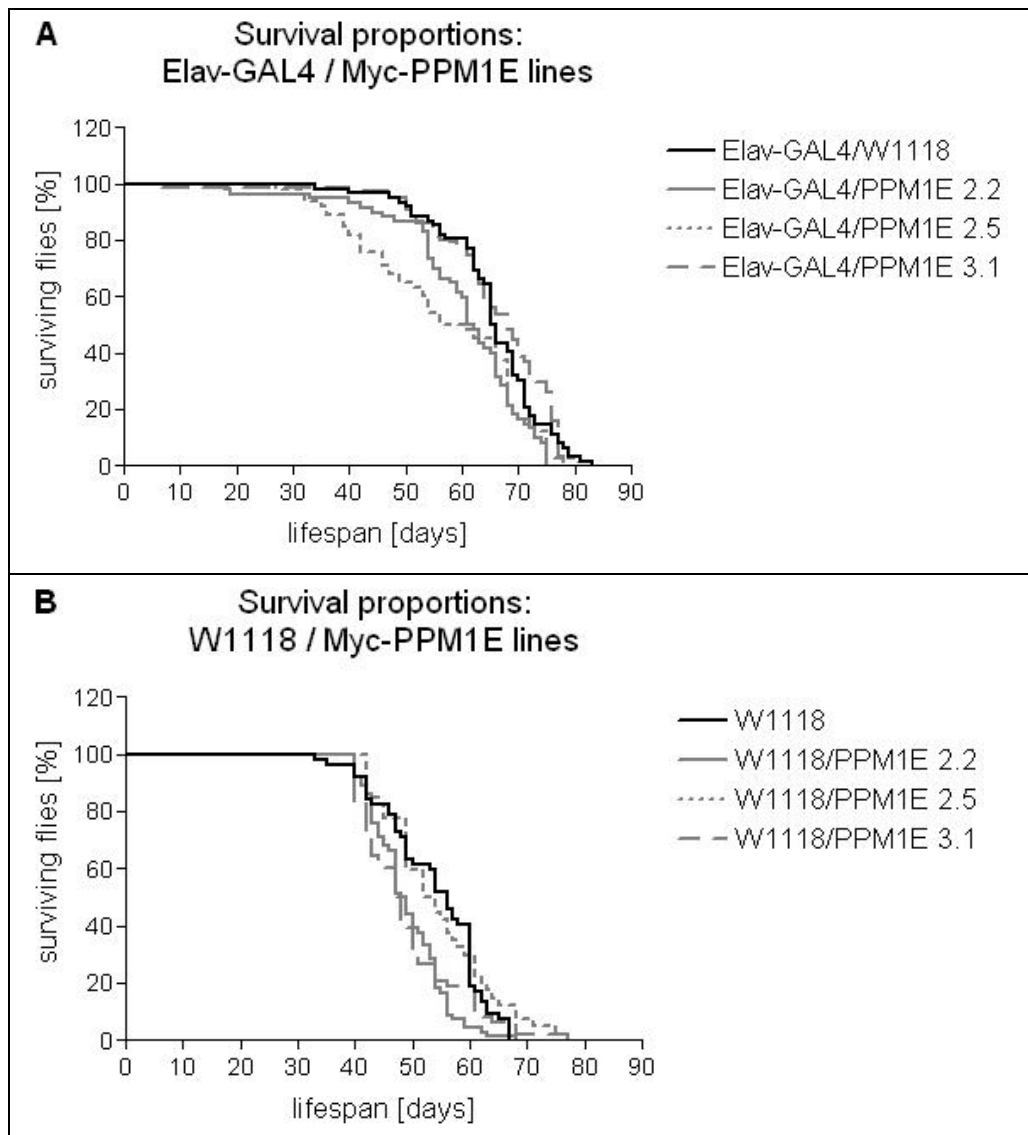 A
Survival proportions:
Elav-GAL4 / Myc-PPM1E lines
120
100
80
60
40
20
0
surviving flies [%]
0 10 20 30 40 50 60 70 80 90
lifespan [days]
Elav-GAL4/W1118
Elav-GAL4/PPM1E 2.2
Elav-GAL4/PPM1E 2.5
Elav-GAL4/PPM1E 3.1
B
Survival proportions:
W1118 / Myc-PPM1E lines
120
100
80
60
40
20
0
surviving flies [%]
0 10 20 30 40 50 60 70 80 90
lifespan [days]
W1118
W1118/PPM1E 2.2
W1118/PPM1E 2.5
W1118/PPM1E 3.1